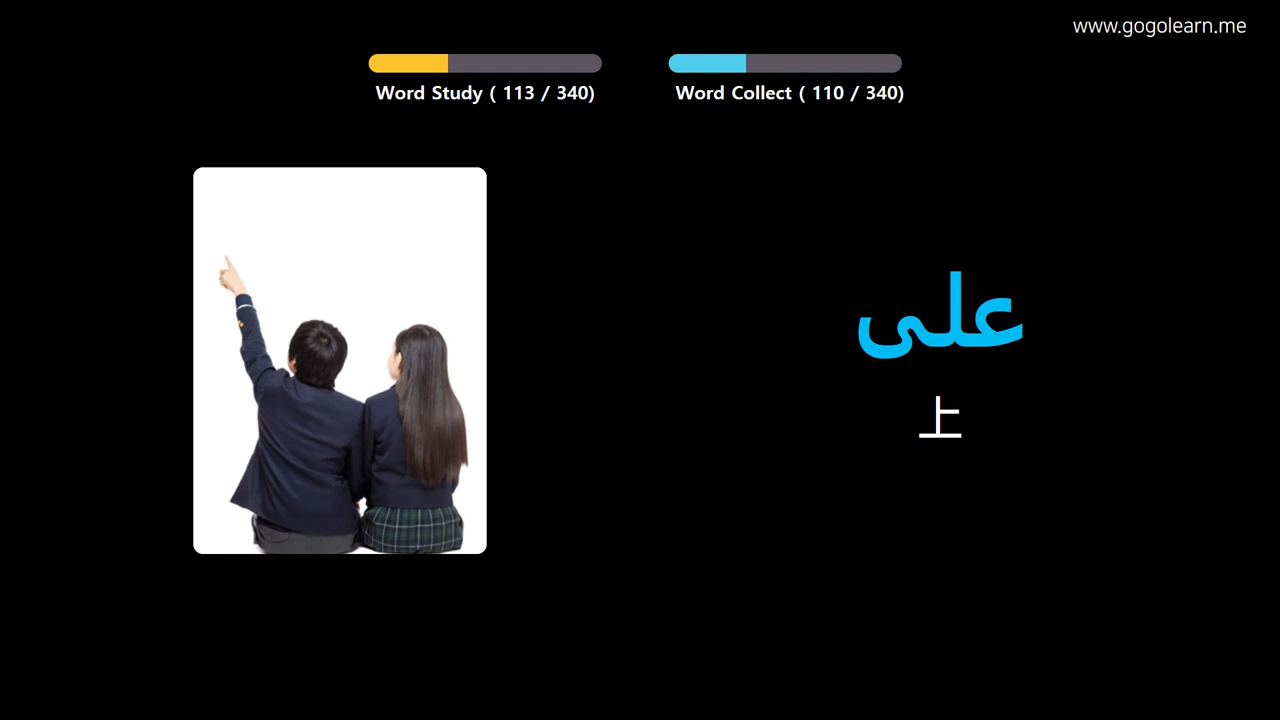 www.gogolearn.me
Word Study ( 113 / 340)
Word Collect ( 110 / 340)
على
上